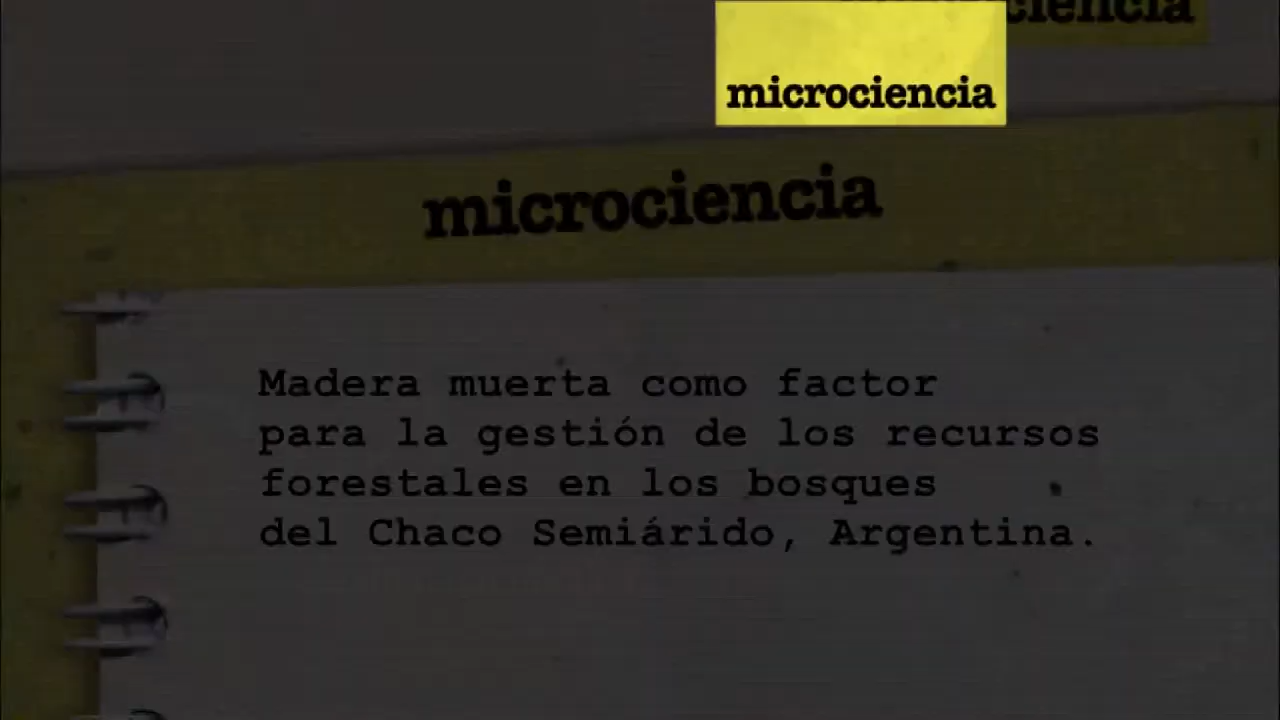 ciencia
microciencia
microciencia
Madera muerta como factor
para la gestión de los recursos
forestales en los bosques
del Chaco Semiárido, Argentina.